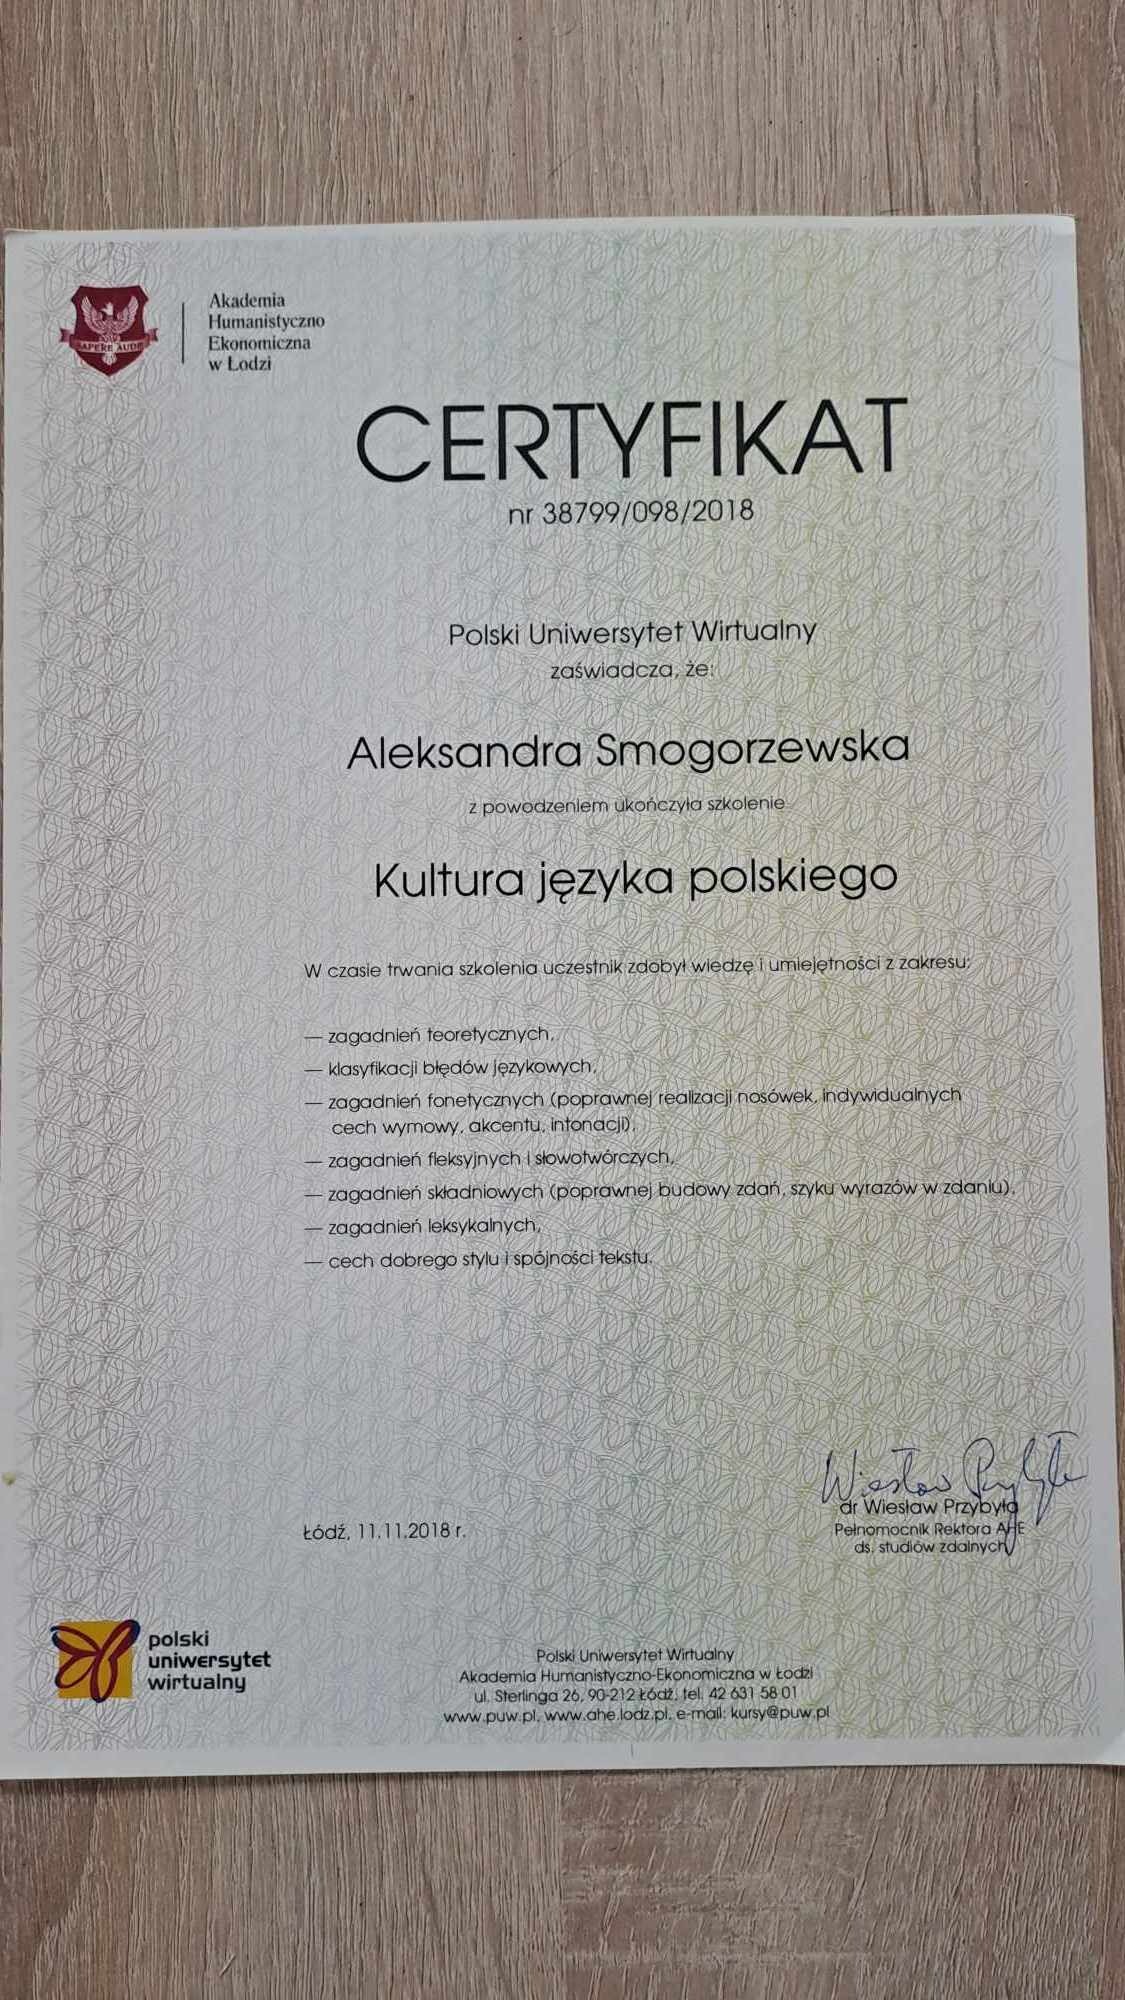 Akademia
Humanistyczno
Ekonomiczna
w Łodzi
SAPERE AUDE
CERTYFIKAT
nr 38799/098/2018
Polski Uniwersytet Wirtualny
zaświadcza, że:
Aleksandra Smogorzewska
z powodzeniem ukończyła szkolenie
Kultura języka polskiego
W czasie trwania szkolenia uczestnik zdobył wiedzę i umiejętności z zakresu:
— zagadnień teoretycznych,
— klasyfikacji błędów językowych,
— zagadnień fonetycznych (poprawnej realizacji nosówek, indywidualnych
cech wymowy, akcentu, intonacji),
— zagadnień fleksyjnych i słowotwórczych,
— zagadnień składniowych (poprawnej budowy zdań, szyku wyrazów w zdaniu),
— zagadnień leksykalnych,
— cech dobrego stylu i spójności tekstu.
Wiesław Przybyła
dr Wiesław Przybyła
Pełnomocnik Rektora AHE
ds. studiów zdalnych
Łódź, 11.11.2018 r.
polski
uniwersytet
wirtualny
Polski Uniwersytet Wirtualny
Akademia Humanistyczno-Ekonomiczna w Łodzi
ul. Sterlinga 26, 90-212 Łódź, tel. 42 631 58 01
www.puw.pl, www.ahe.lodz.pl, e-mail: kursy@puw.pl